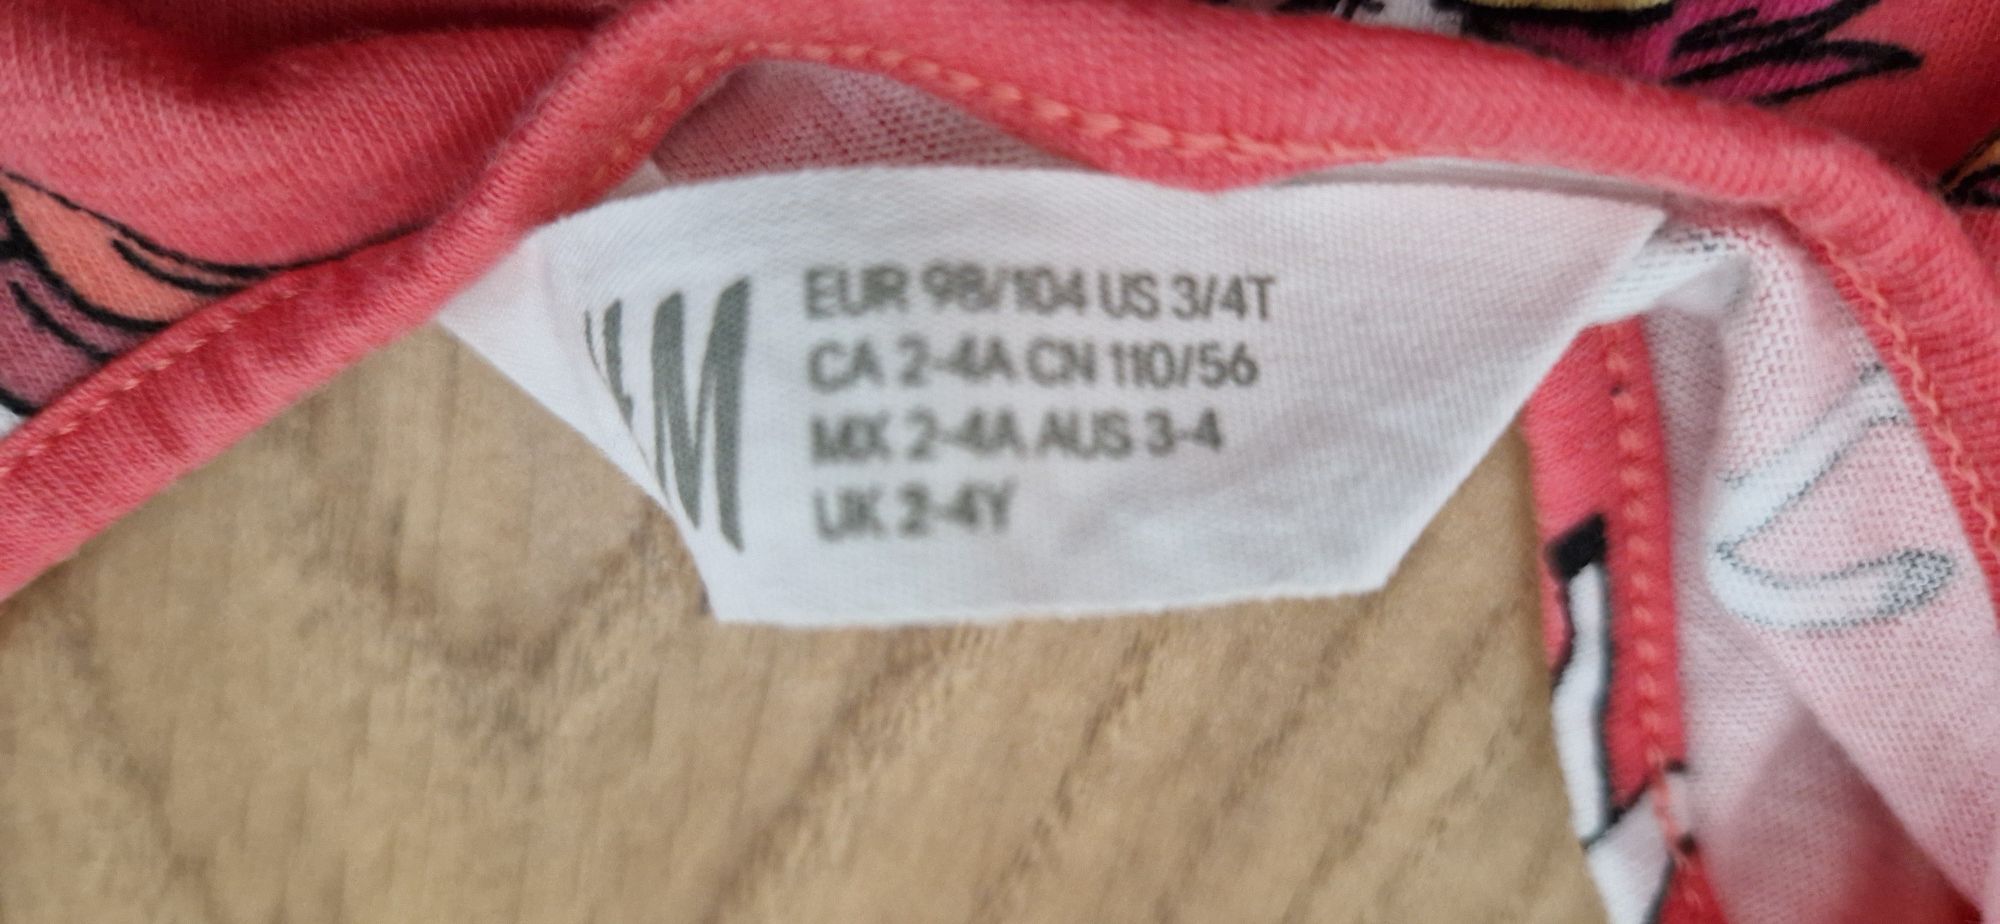 EUR 98/104 US 3/4T
CA 2-4A CN 110/56
MX 2-4A AUS 3-4
UK 2-4Y